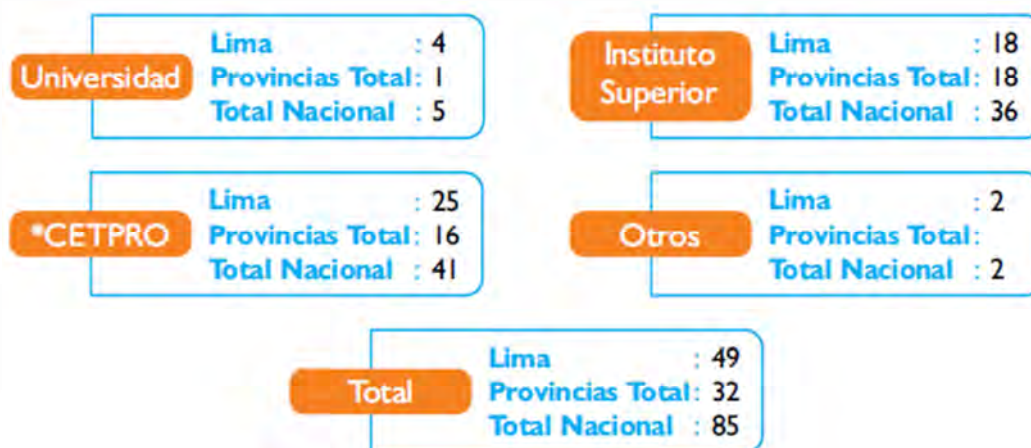 Universidad
Lima : 4
Provincias Total: 1
Total Nacional : 5
Instituto
Superior
Lima : 18
Provincias Total: 18
Total Nacional : 36
*CETPRO
Lima : 25
Provincias Total: 16
Total Nacional : 41
Otros
Lima : 2
Provincias Total:
Total Nacional : 2
Total
Lima : 49
Provincias Total: 32
Total Nacional : 85